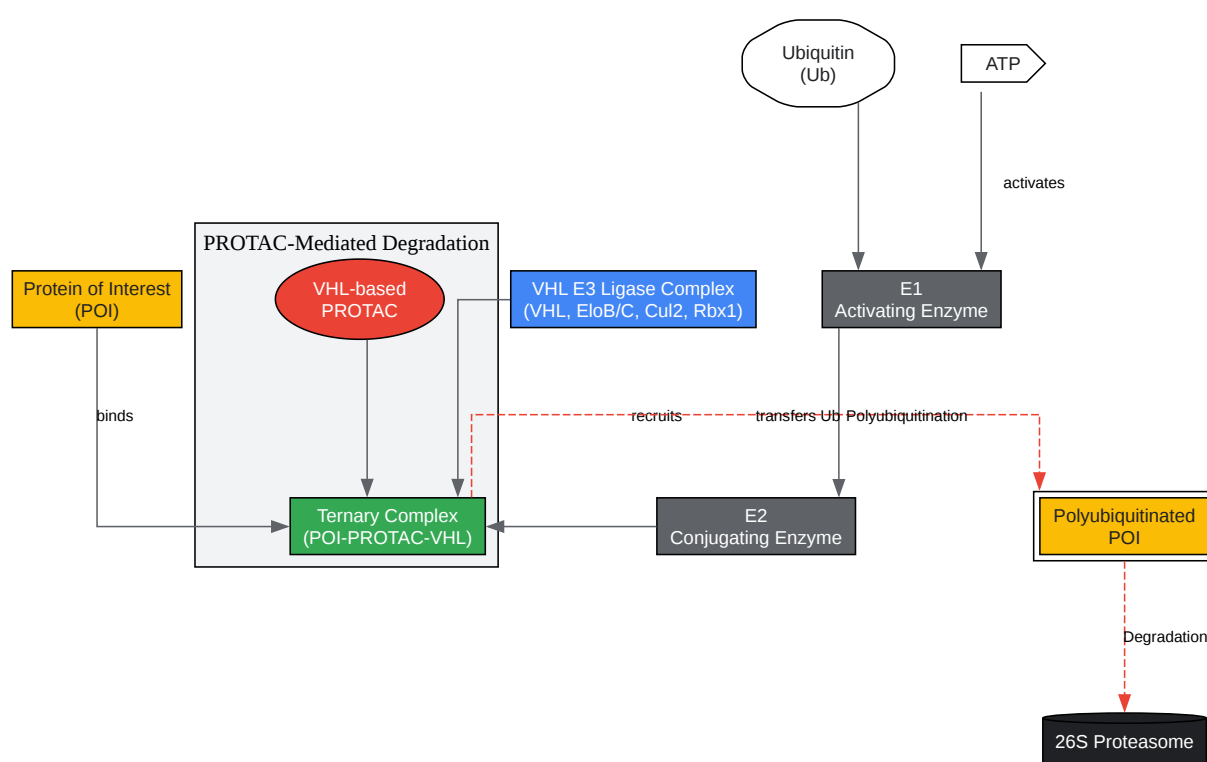 Ubiquitin
(Ub)
ATP
activates
PROTAC-Mediated Degradation
Protein of Interest
(POI)
VHL-based
PROTAC
VHL E3 Ligase Complex
(VHL, EloB/C, Cul2, Rbx1)
E1
Activating Enzyme
binds
recruits
transfers Ub
Polyubiquitination
Ternary Complex
(POI-PROTAC-VHL)
E2
Conjugating Enzyme
Polyubiquitinated
POI
Degradation
26S Proteasome